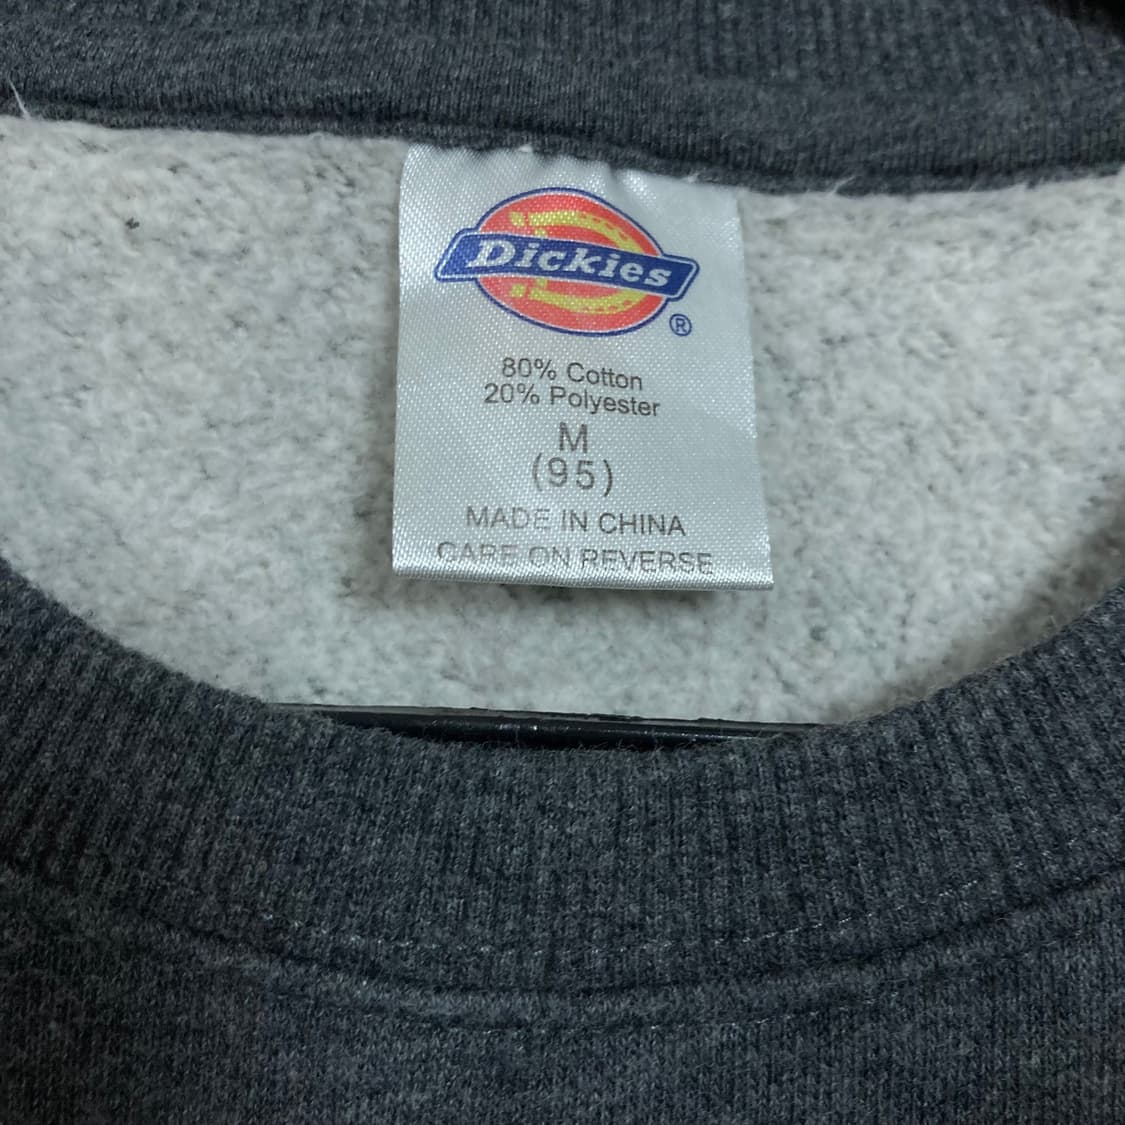 Dickies
®
80% Cotton
20% Polyester
M
(95)
MADE IN CHINA
CARE ON REVERSE